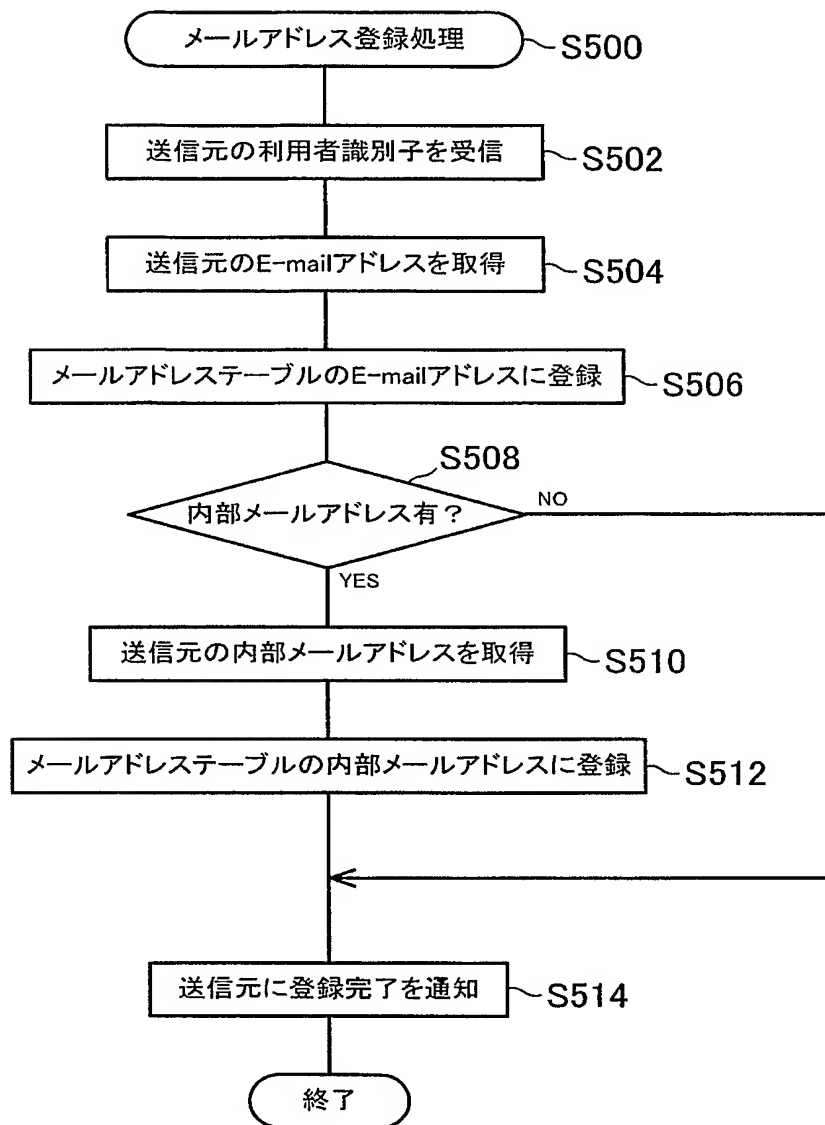 メールアドレス登録処理
S500
送信元の利用者識別子を受信
S502
送信元のE-mailアドレスを取得
S504
メールアドレステーブルのE-mailアドレスに登録
S506
S508
内部メールアドレス有？
NO
YES
送信元の内部メールアドレスを取得
S510
メールアドレステーブルの内部メールアドレスに登録
S512
送信元に登録完了を通知
S514
終了